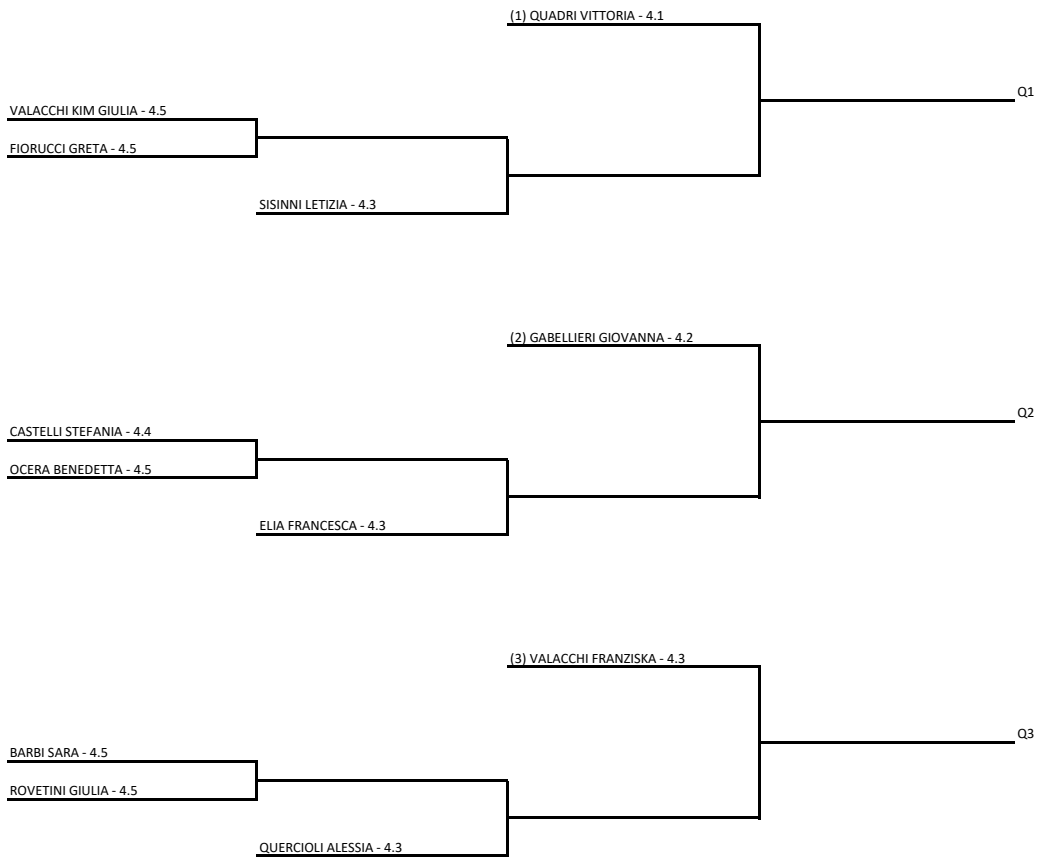 (1) QUADRI VITTORIA - 4.1
Q1
VALACCHI KIM GIULIA - 4.5
FIORUCCI GRETA - 4.5
SISINNI LETIZIA - 4.3
(2) GABELLIERI GIOVANNA - 4.2
Q2
CASTELLI STEFANIA - 4.4
OCERA BENEDETTA - 4.5
ELIA FRANCESCA - 4.3
(3) VALACCHI FRANZISKA - 4.3
Q3
BARBI SARA - 4.5
ROVETINI GIULIA - 4.5
QUERCIOLI ALESSIA - 4.3